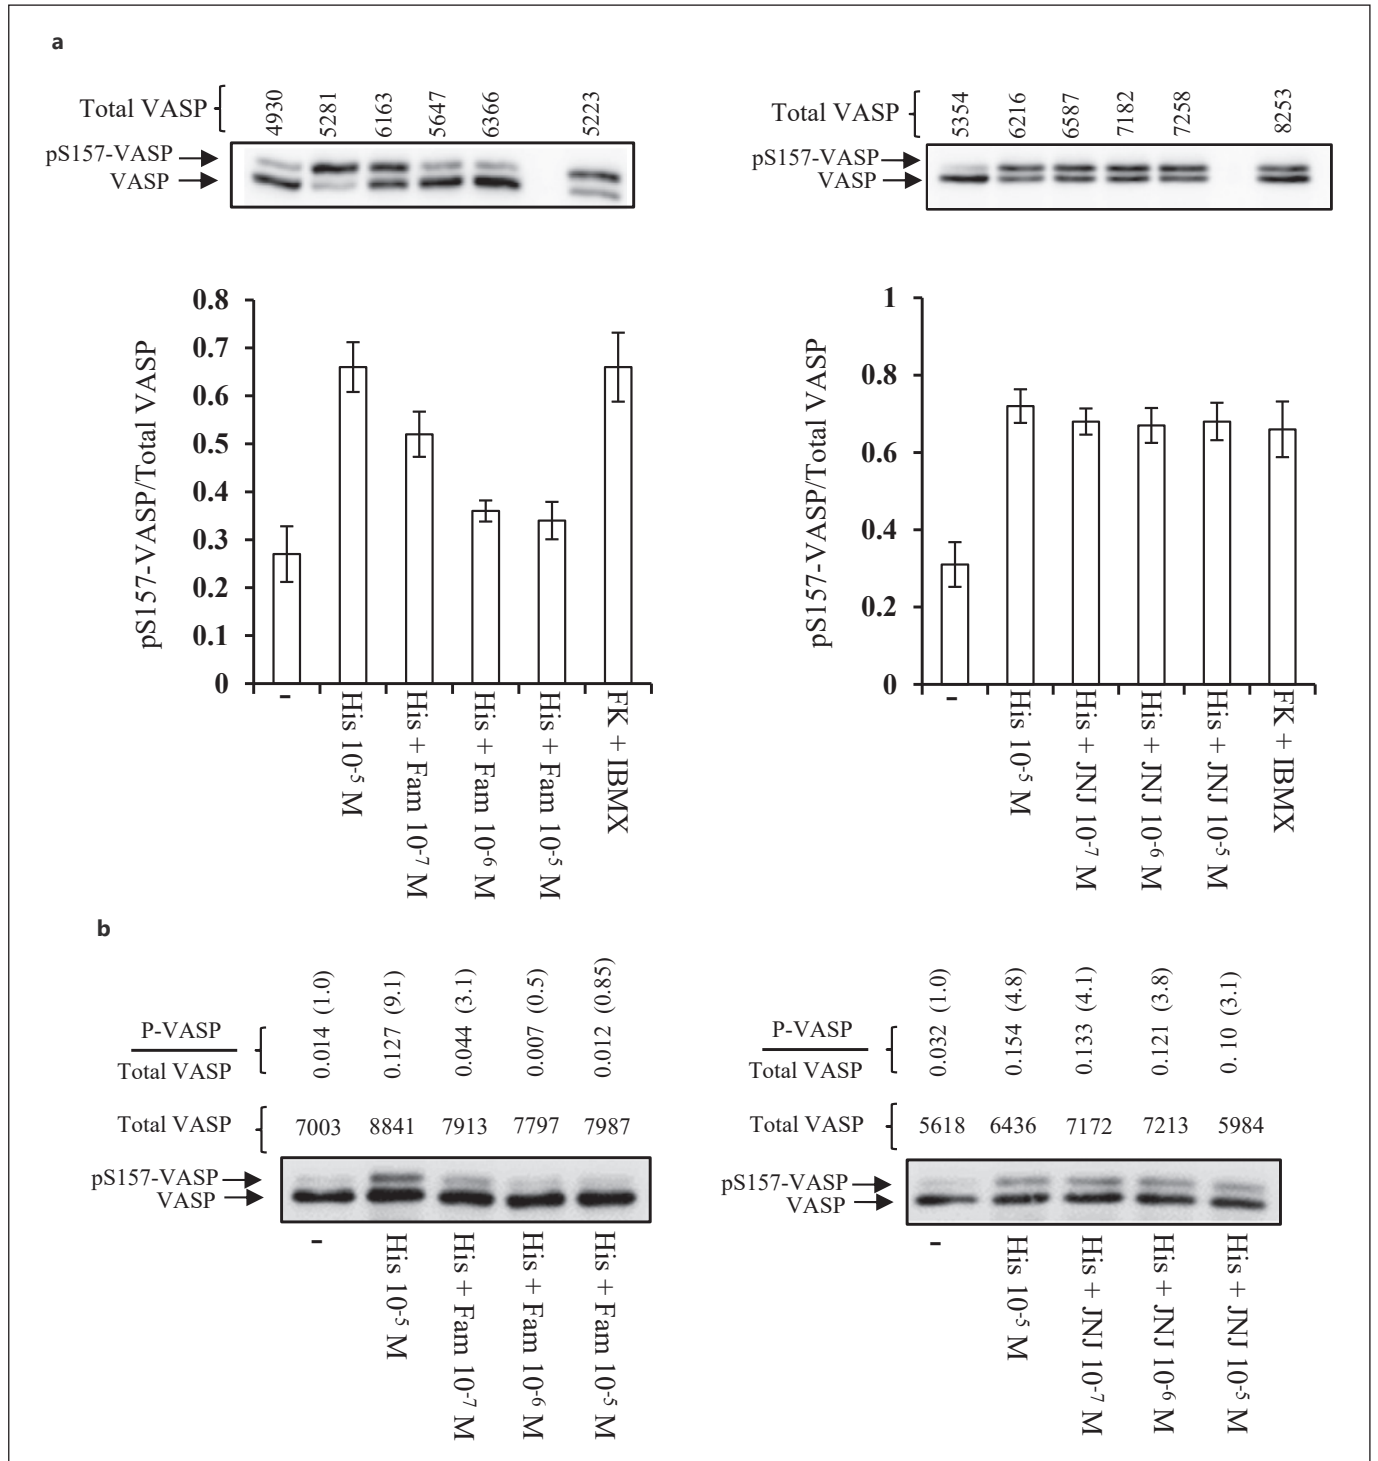 a
Total VASP
4930
5281
6163
5647
6366
5223
pS157-VASP
VASP
pS157-VASP/Total VASP
0.8
0.7
0.6
0.5
0.4
0.3
0.2
0.1
0
-
His 10-5 M
His + Fam 10-7 M
His + Fam 10-6 M
His + Fam 10-5 M
FK + IBMX
Total VASP
5354
6216
6587
7182
7258
8253
pS157-VASP
VASP
pS157-VASP/Total VASP
1
0.8
0.6
0.4
0.2
0
-
His 10-5 M
His + JNJ 10-7 M
His + JNJ 10-6 M
His + JNJ 10-5 M
FK + IBMX
b
P-VASP
Total VASP
0.014 (1.0)
0.127 (9.1)
0.044 (3.1)
0.007 (0.5)
0.012 (0.85)
Total VASP 7003 8841 7913 7797 7987
pS157-VASP
VASP
-
His 10-5 M
His + Fam 10-7 M
His + Fam 10-6 M
His + Fam 10-5 M
P-VASP
Total VASP
0.032 (1.0)
0.154 (4.8)
0.133 (4.1)
0.121 (3.8)
0. 10 (3.1)
Total VASP 5618 6436 7172 7213 5984
pS157-VASP
VASP
-
His 10-5 M
His + JNJ 10-7 M
His + JNJ 10-6 M
His + JNJ 10-5 M